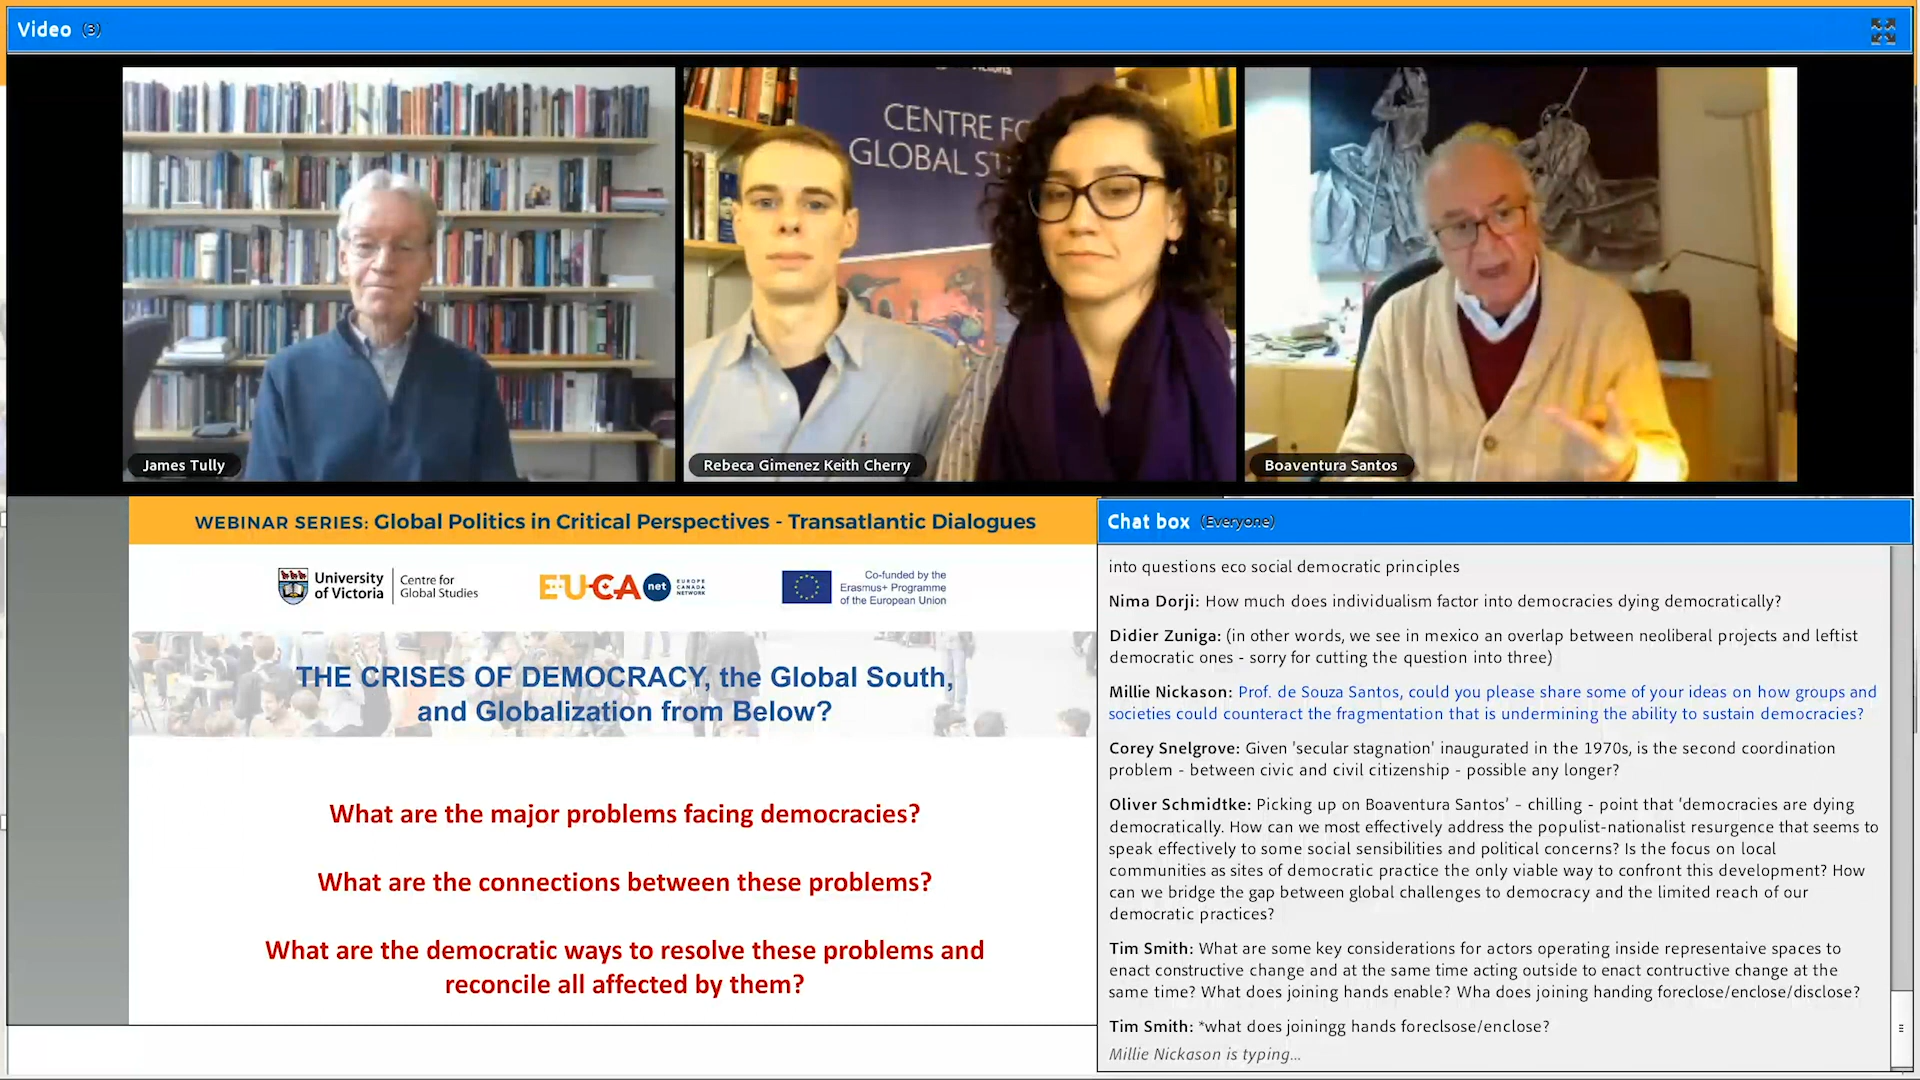 Video (3)
CENTRE FO
GLOBAL ST
James Tully
Rebeca Gimenez Keith Cherry
Boaventura Santos
WEBINAR SERIES: Global Politics in Critical Perspectives - Transatlantic Dialogues
University
of Victoria
Centre for
Global Studies
EU-CA net
EUROPE
CANADA
NETWORK
Co-funded by the
Erasmus+ Programme
of the European Union
THE CRISES OF DEMOCRACY, the Global South,
and Globalization from Below?
What are the major problems facing democracies?
What are the connections between these problems?
What are the democratic ways to resolve these problems and
reconcile all affected by them?
Chat box (Everyone)
into questions eco social democratic principles
Nima Dorji: How much does individualism factor into democracies dying democratically?
Didier Zuniga: (in other words, we see in mexico an overlap between neoliberal projects and leftist
democratic ones - sorry for cutting the question into three)
Millie Nickason: Prof. de Souza Santos, could you please share some of your ideas on how groups and
societies could counteract the fragmentation that is undermining the ability to sustain democracies?
Corey Snelgrove: Given 'secular stagnation' inaugurated in the 1970s, is the second coordination
problem - between civic and civil citizenship - possible any longer?
Oliver Schmidtke: Picking up on Boaventura Santos' – chilling - point that 'democracies are dying
democratically. How can we most effectively address the populist-nationalist resurgence that seems to
speak effectively to some social sensibilities and political concerns? Is the focus on local
communities as sites of democratic practice the only viable way to confront this development? How
can we bridge the gap between global challenges to democracy and the limited reach of our
democratic practices?
Tim Smith: What are some key considerations for actors operating inside representaive spaces to
enact constructive change and at the same time acting outside to enact contructive change at the
same time? What does joining hands enable? Wha does joining handing foreclose/enclose/disclose?
Tim Smith: *what does joiningg hands foreclsose/enclose?
Millie Nickason is typing...